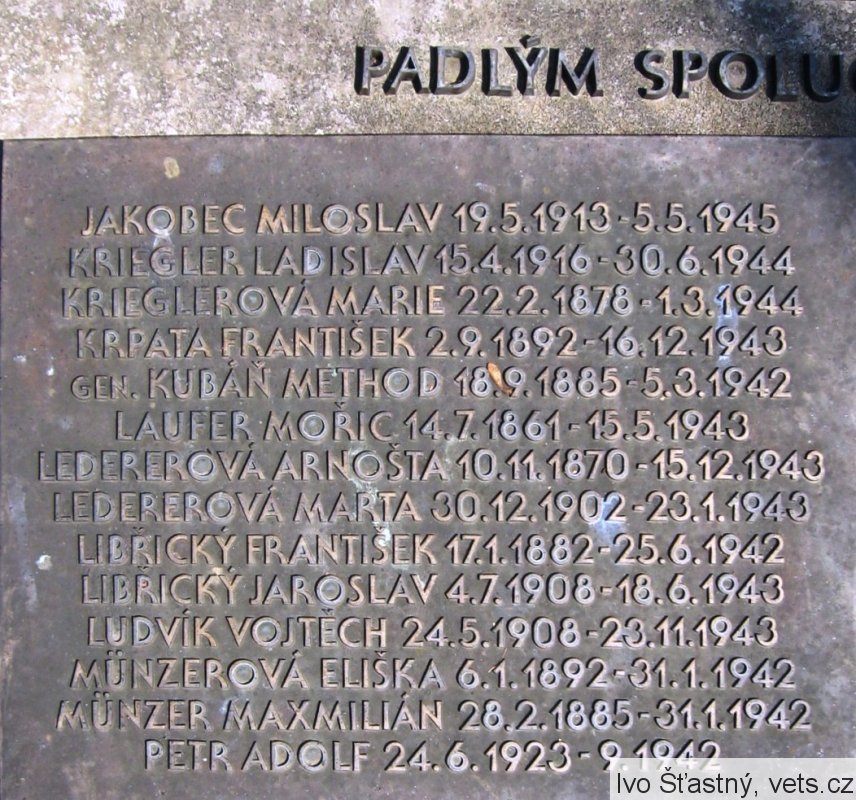 PADLÝM SPOLUO
JAKOBEC MILOSLAV 19.5.1913-5.5.1945
KRIEGLER LADISLAV 15.4.1916-30.6.1944
KRIEGLEROVÁ MARIE 22.2.1878-1.3.1944
KRPATA FRANTIŠEK 2.9.1892-16.12.1943
GEN. KUBÁŇ METHOD 18.9.1885-5.3.1942
LAUFER MOŘIC 14.7.1861-15.5.1943
LEDEREROVÁ ARNOŠTA 10.11.1870-15.12.1943
LEDEREROVÁ MARTA 30.12.1902-23.1.1943
LIBŘICKÝ FRANTIŠEK 17.1.1882-25.6.1942
LIBŘICKÝ JAROSLAV 4.7.1908-18.6.1943
LUDVÍK VOJTĚCH 24.5.1908-23.11.1943
MÜNZEROVÁ ELIŠKA 6.1.1892-31.1.1942
MÜNZER MAXMILIÁN 28.2.1885-31.1.1942
PETR ADOLF 24.6.1923-9.1942
Ivo Šťastný, vets.cz